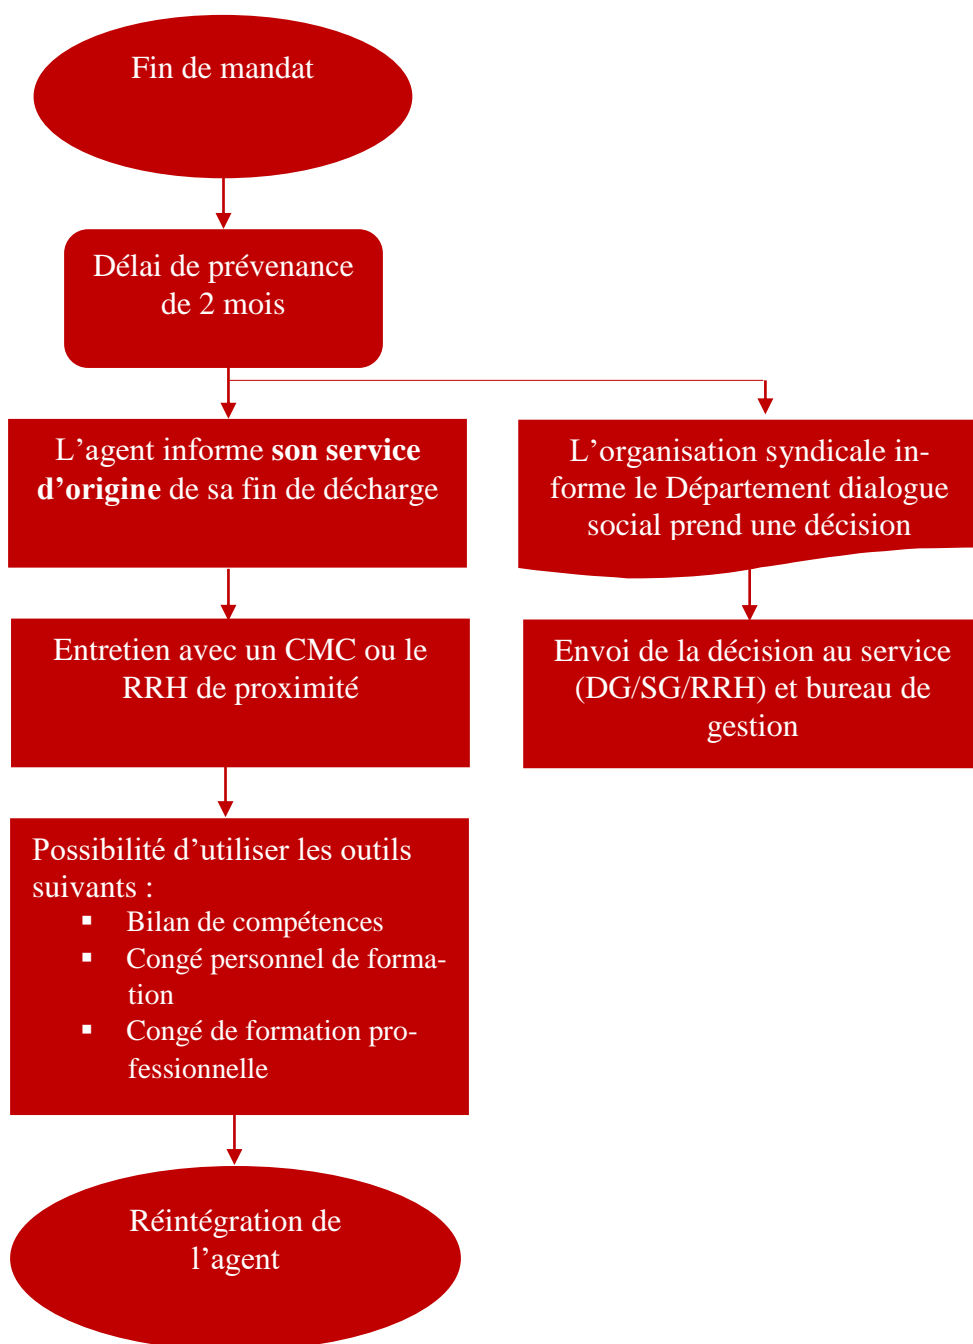 Fin de mandat
Délai de prévenance
de 2 mois
L’agent informe son service
d’origine de sa fin de décharge
L’organisation syndicale in-
forme le Département dialogue
social prend une décision
Entretien avec un CMC ou le
RRH de proximité
Envoi de la décision au service
(DG/SG/RRH) et bureau de
gestion
Possibilité d’utiliser les outils
suivants :
▪ Bilan de compétences
▪ Congé personnel de forma-
tion
▪ Congé de formation pro-
fessionnelle
Réintégration de
l’agent